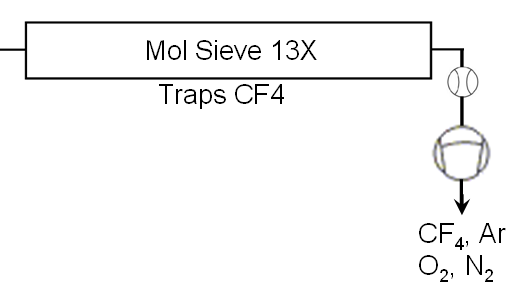 Mol Sieve 13X
Traps CF4
CF₄, Ar
O₂, N₂